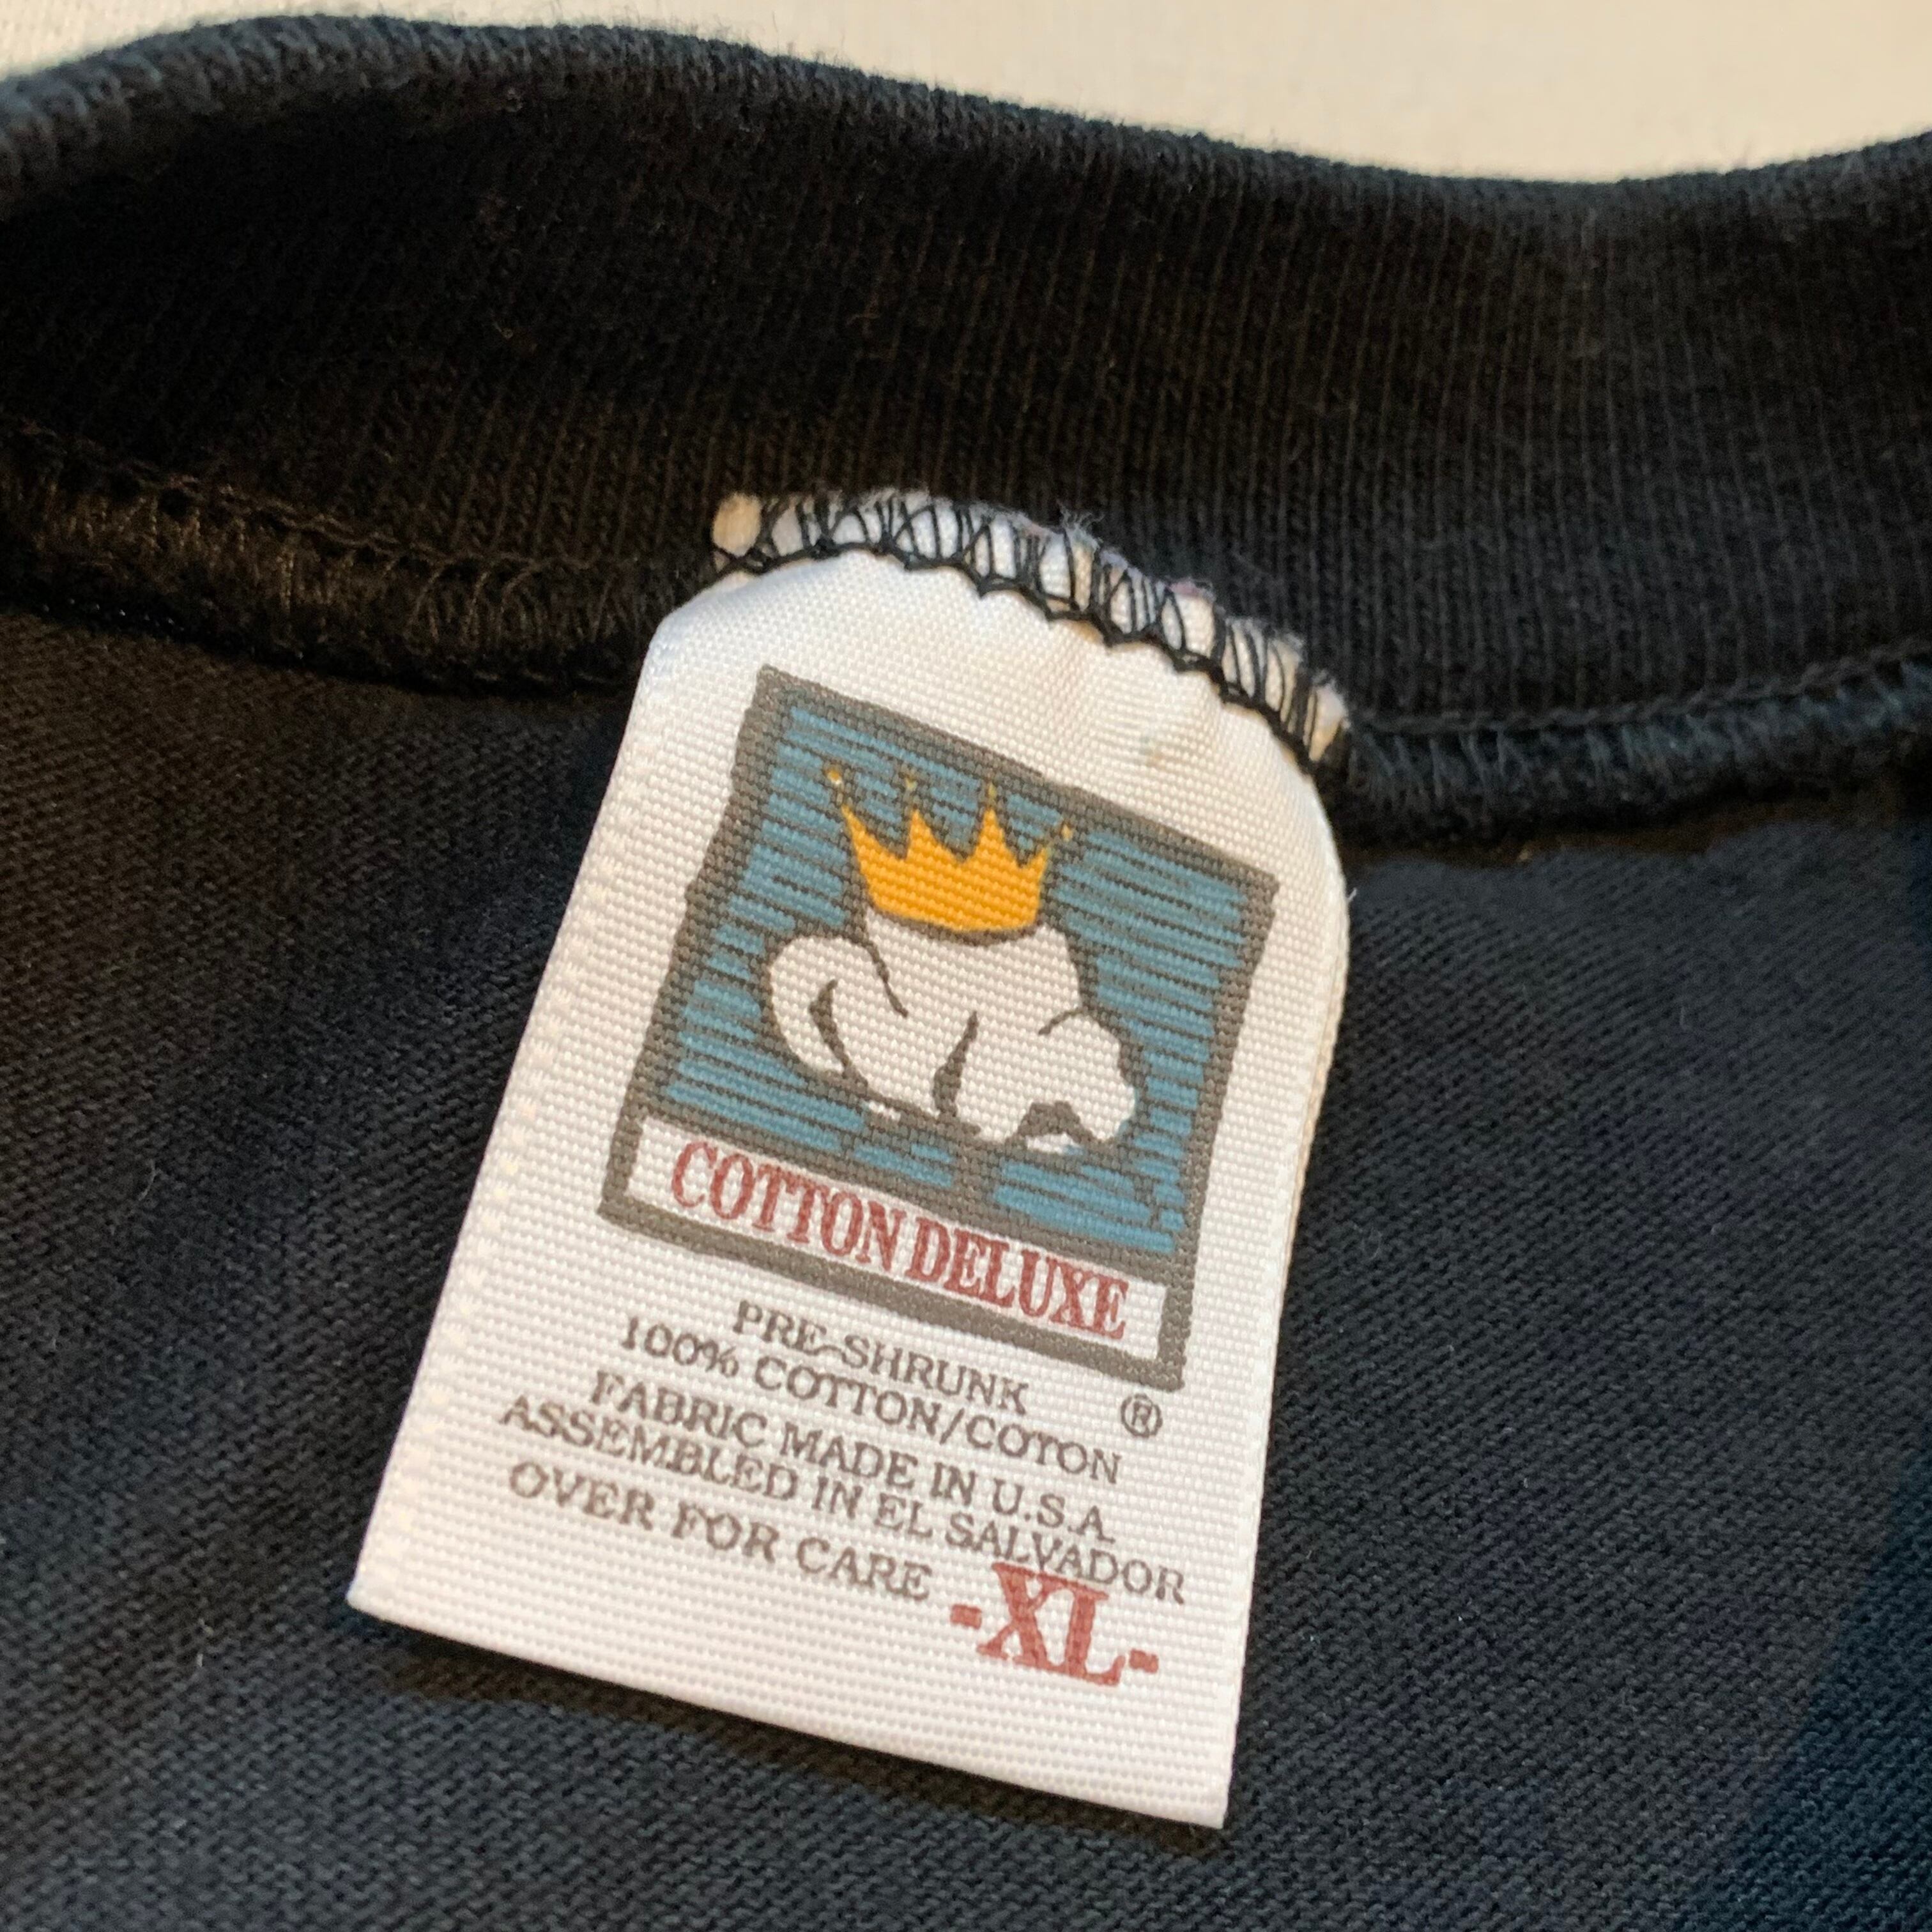 COTTON DELUXE
PRE-SHRUNK
100% COTTON/COTON
®
FABRIC MADE IN U.S.A
ASSEMBLED IN EL SALVADOR
OVER FOR CARE
-XL-